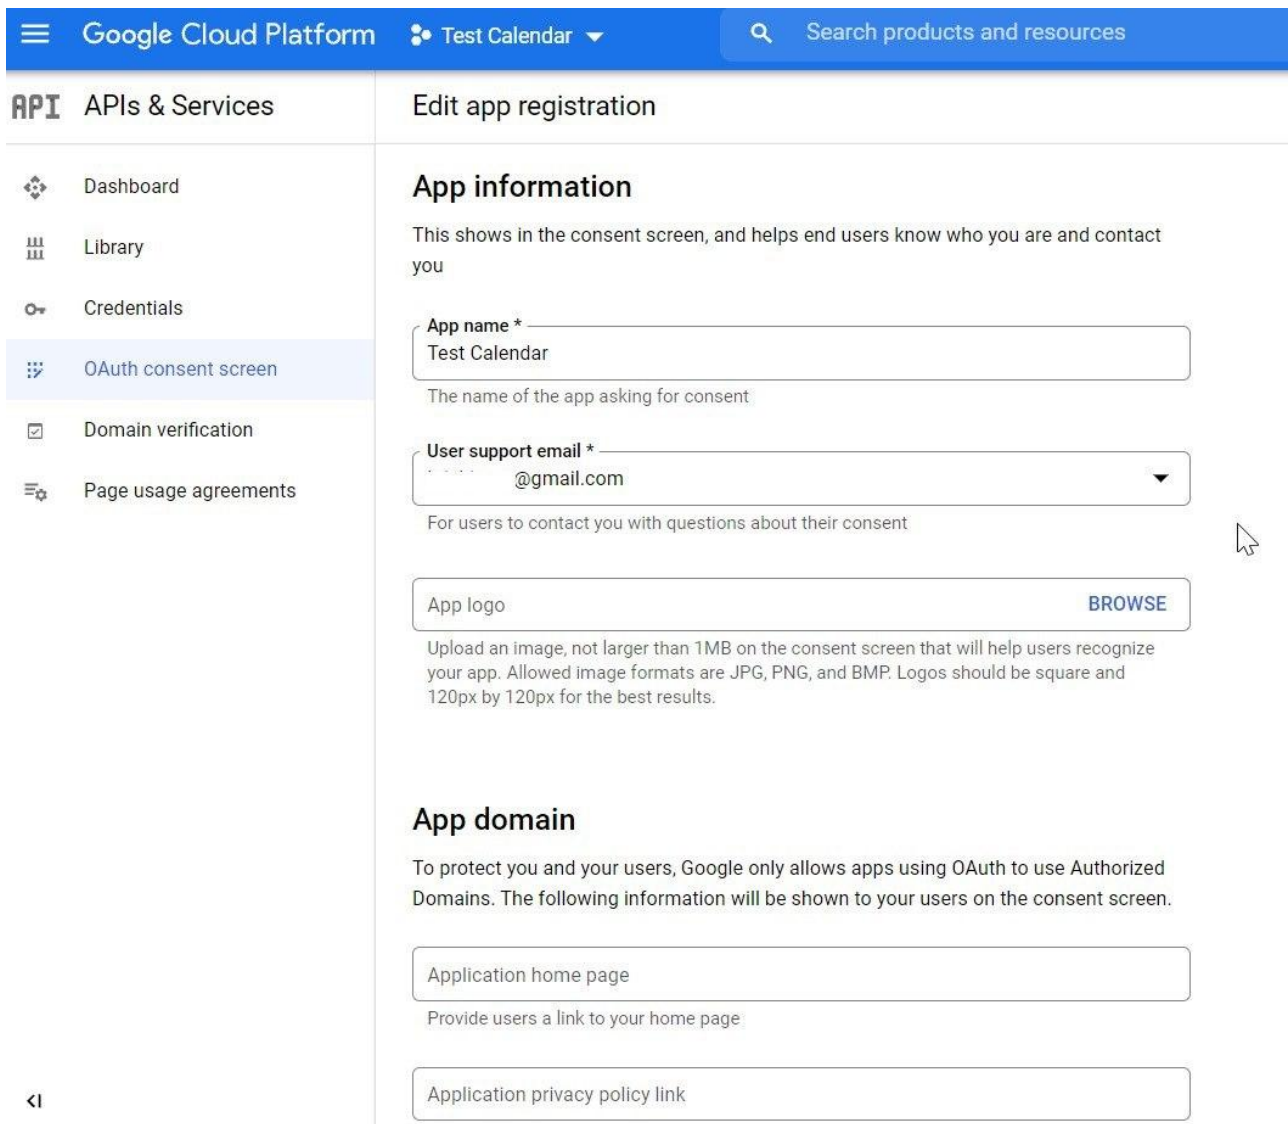 Google Cloud Platform
Test Calendar
Search products and resources
API APIs & Services
Edit app registration
Dashboard
Library
Credentials
OAuth consent screen
Domain verification
Page usage agreements
App information
This shows in the consent screen, and helps end users know who you are and contact
you
App name *
Test Calendar
The name of the app asking for consent
User support email *
@gmail.com
For users to contact you with questions about their consent
App logo
BROWSE
Upload an image, not larger than 1MB on the consent screen that will help users recognize
your app. Allowed image formats are JPG, PNG, and BMP. Logos should be square and
120px by 120px for the best results.
App domain
To protect you and your users, Google only allows apps using OAuth to use Authorized
Domains. The following information will be shown to your users on the consent screen.
Application home page
Provide users a link to your home page
Application privacy policy link